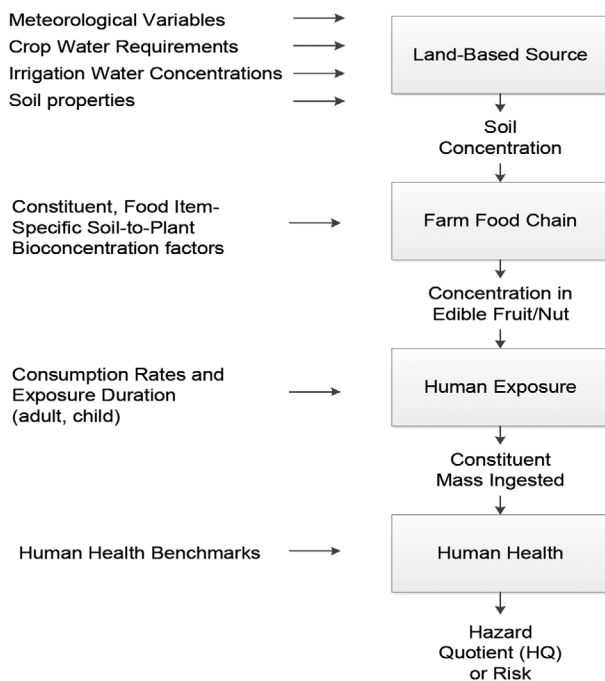 Meteorological Variables
Crop Water Requirements
Irrigation Water Concentrations
Soil properties
Land-Based Source
Soil
Concentration
Constituent, Food Item-
Specific Soil-to-Plant
Bioconcentration factors
Farm Food Chain
Concentration in
Edible Fruit/Nut
Consumption Rates and
Exposure Duration
(adult, child)
Human Exposure
Constituent
Mass Ingested
Human Health Benchmarks
Human Health
Hazard
Quotient (HQ)
or Risk